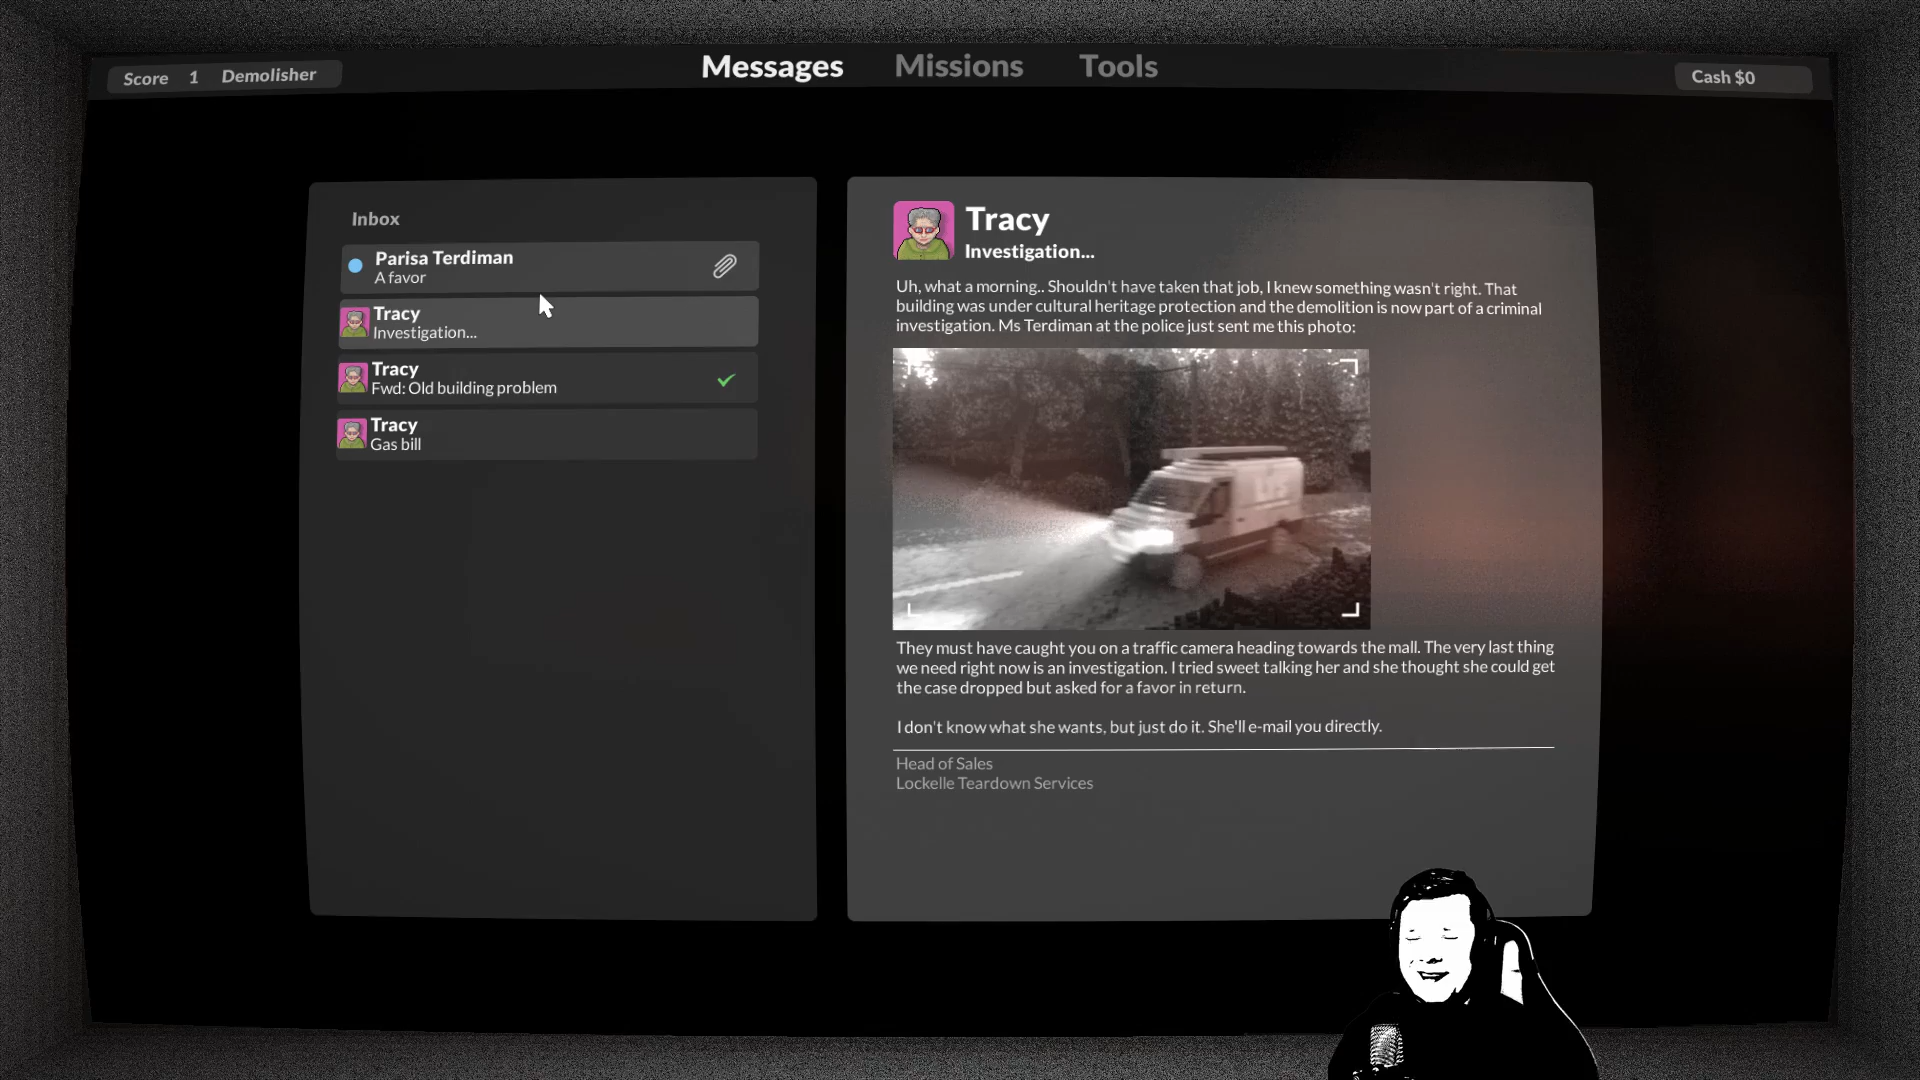 Score 1 Demolisher
Messages
Missions
Tools
Cash $0
Inbox
Parisa Terdiman
A favor
Tracy
Investigation...
Tracy
Fwd: Old building problem
Tracy
Gas bill
Tracy
Investigation...
Uh, what a morning.. Shouldn't have taken that job, I knew something wasn't right. That
building was under cultural heritage protection and the demolition is now part of a criminal
investigation. Ms Terdiman at the police just sent me this photo:
They must have caught you on a traffic camera heading towards the mall. The very last thing
we need right now is an investigation. I tried sweet talking her and she thought she could get
the case dropped but asked for a favor in return.
I don't know what she wants, but just do it. She'll e-mail you directly.
Head of Sales
Lockelle Teardown Services